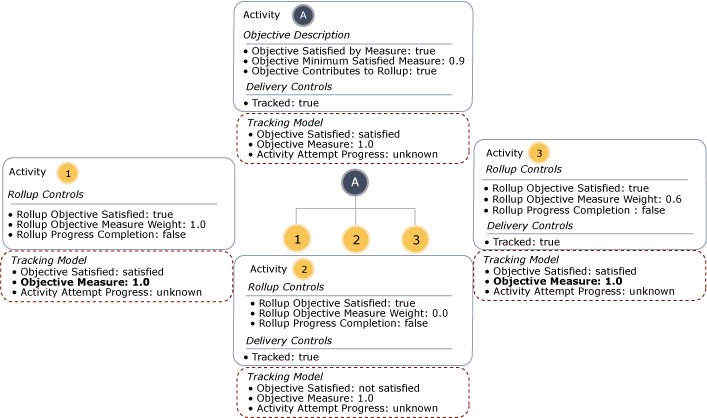 Activity A
Objective Description
• Objective Satisfied by Measure: true
• Objective Minimum Satisfied Measure: 0.9
• Objective Contributes to Rollup: true
Delivery Controls
• Tracked: true
Tracking Model
• Objective Satisfied: satisfied
• Objective Measure: 1.0
• Activity Attempt Progress: unknown
Activity 1
Rollup Controls
• Rollup Objective Satisfied: true
• Rollup Objective Measure Weight: 1.0
• Rollup Progress Completion: false
Tracking Model
• Objective Satisfied: satisfied
• Objective Measure: 1.0
• Activity Attempt Progress: unknown
A
1 2 3
Activity 3
Rollup Controls
• Rollup Objective Satisfied: true
• Rollup Objective Measure Weight: 0.6
• Rollup Progress Completion : false
Delivery Controls
• Tracked: true
Tracking Model
• Objective Satisfied: satisfied
• Objective Measure: 1.0
• Activity Attempt Progress: unknown
Activity 2
Rollup Controls
• Rollup Objective Satisfied: true
• Rollup Objective Measure Weight: 0.0
• Rollup Progress Completion: false
Delivery Controls
• Tracked: true
Tracking Model
• Objective Satisfied: not satisfied
• Objective Measure: 1.0
• Activity Attempt Progress: unknown